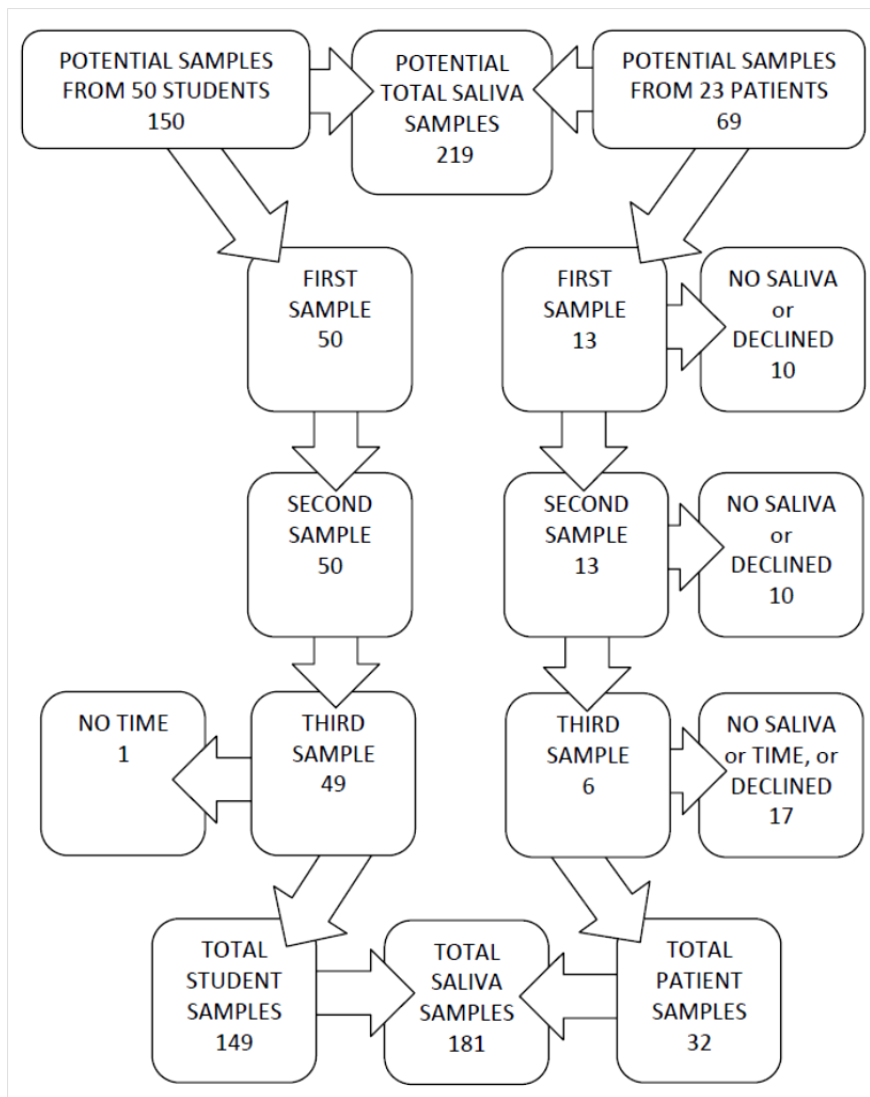 POTENTIAL SAMPLES
FROM 50 STUDENTS
150
POTENTIAL
TOTAL SALIVA
SAMPLES
219
POTENTIAL SAMPLES
FROM 23 PATIENTS
69
FIRST
SAMPLE
50
FIRST
SAMPLE
13
NO SALIVA
or
DECLINED
10
SECOND
SAMPLE
50
SECOND
SAMPLE
13
NO SALIVA
or
DECLINED
10
NO TIME
1
THIRD
SAMPLE
49
THIRD
SAMPLE
6
NO SALIVA
or TIME, or
DECLINED
17
TOTAL
STUDENT
SAMPLES
149
TOTAL
SALIVA
SAMPLES
181
TOTAL
PATIENT
SAMPLES
32